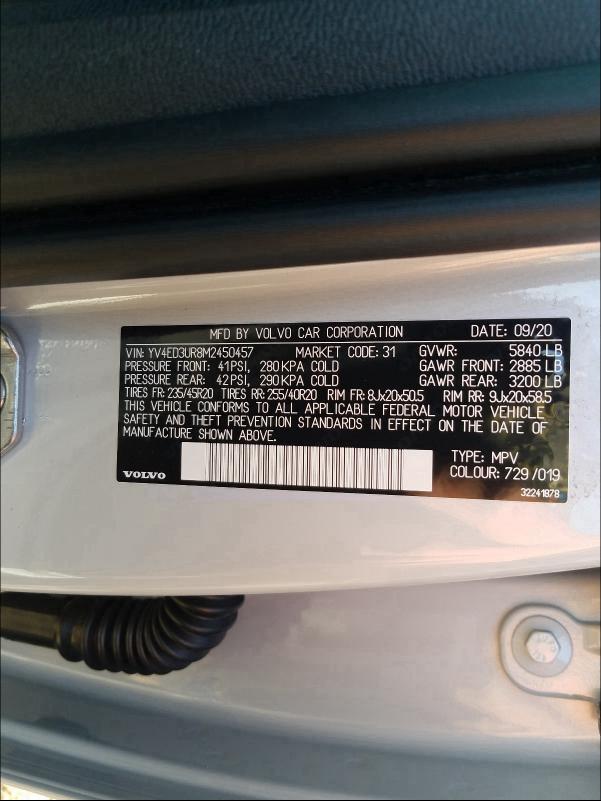 MFD BY VOLVO CAR CORPORATION DATE: 09/20
VIN: YV4ED3UR8M2450457 MARKET CODE: 31 GVWR: 5840 LB
PRESSURE FRONT: 41PSI, 280KPA COLD GAWR FRONT: 2885 LB
PRESSURE REAR: 42PSI, 290KPA COLD GAWR REAR: 3200 LB
TIRES FR: 235/45R20 TIRES RR: 255/40R20 RIM FR: 8Jx20x50.5 RIM RR: 9Jx20x58.5
THIS VEHICLE CONFORMS TO ALL APPLICABLE FEDERAL MOTOR VEHICLE
SAFETY AND THEFT PREVENTION STANDARDS IN EFFECT ON THE DATE OF
MANUFACTURE SHOWN ABOVE.
TYPE: MPV
VOLVO COLOUR: 729/019
32241878